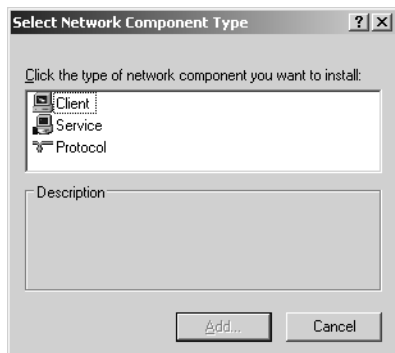 Select Network Component Type
Click the type of network component you want to install:
Client
Service
Protocol
Description
Add...
Cancel